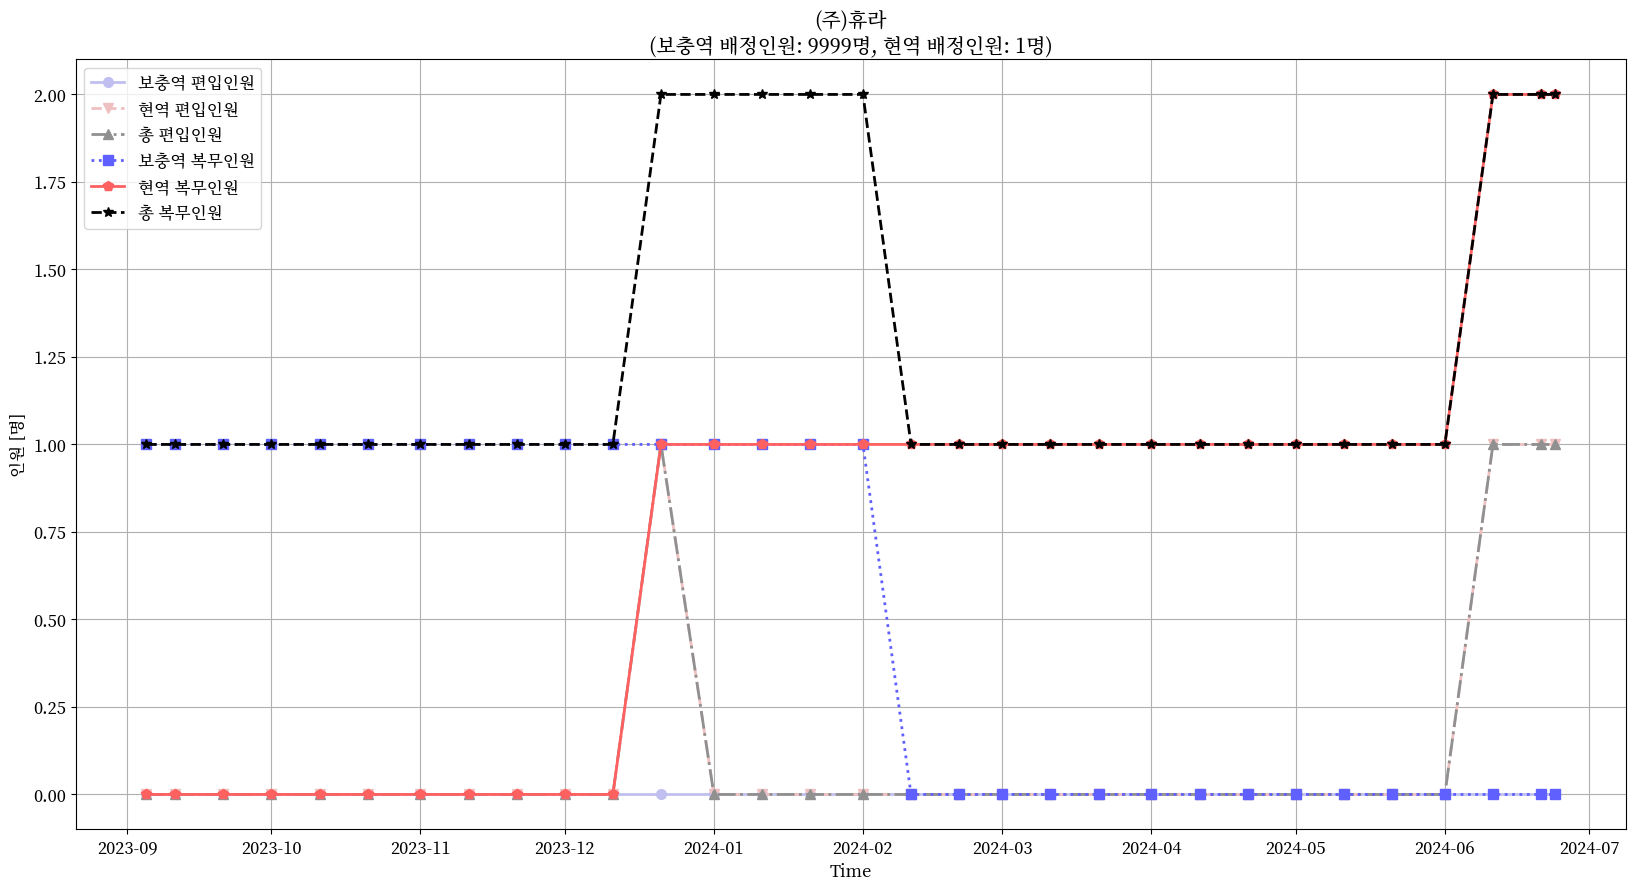 (주)휴라
(보충역 배정인원: 9999명, 현역 배정인원: 1명)
보충역 편입인원
현역 편입인원
총 편입인원
보충역 복무인원
현역 복무인원
총 복무인원
인원 [명]
2.00
1.75
1.50
1.25
1.00
0.75
0.50
0.25
0.00
2023-09 2023-10 2023-11 2023-12 2024-01 2024-02 2024-03 2024-04 2024-05 2024-06 2024-07
Time